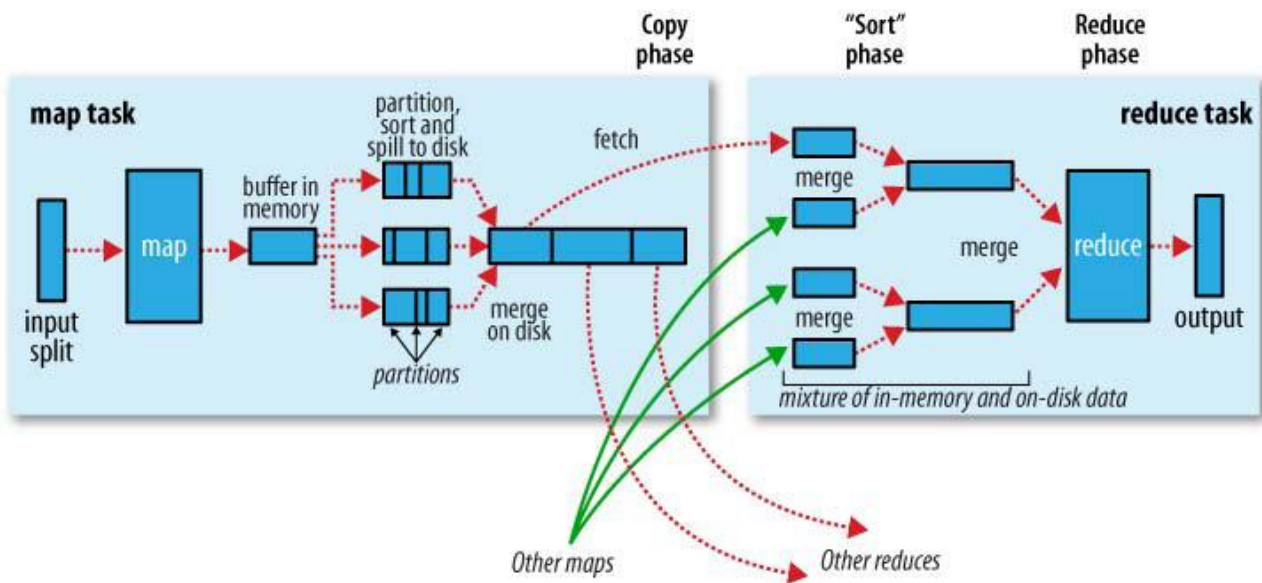 Copy
phase
“Sort”
phase
Reduce
phase
map task
partition,
sort and
spill to disk
fetch
buffer in
memory
map
input
split
merge
on disk
partitions
reduce task
merge
merge
merge
reduce
output
mixture of in-memory and on-disk data
Other maps
Other reduces